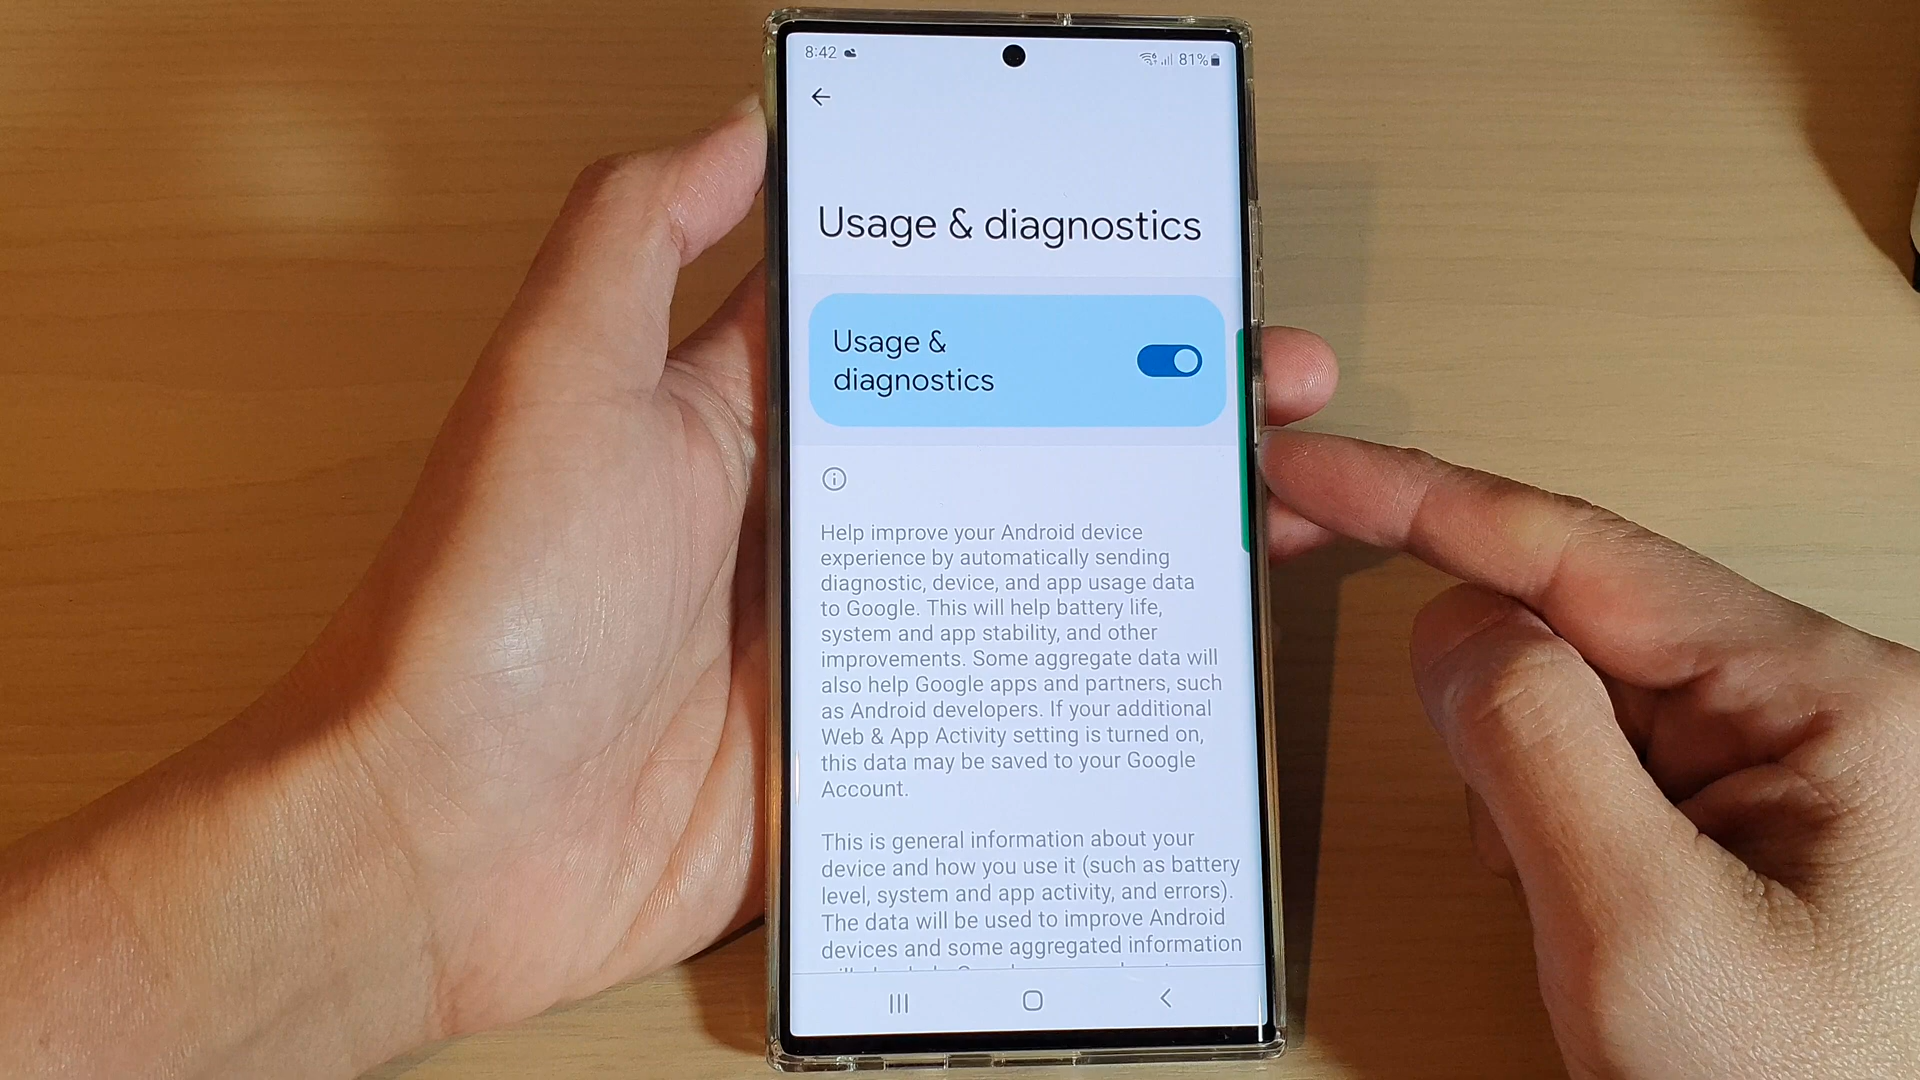 8:42
81%
Usage & diagnostics
Usage &
diagnostics
Help improve your Android device
experience by automatically sending
diagnostic, device, and app usage data
to Google. This will help battery life,
system and app stability, and other
improvements. Some aggregate data will
also help Google apps and partners, such
as Android developers. If your additional
Web & App Activity setting is turned on,
this data may be saved to your Google
Account.
This is general information about your
device and how you use it (such as battery
level, system and app activity, and errors).
The data will be used to improve Android
devices and some aggregated information